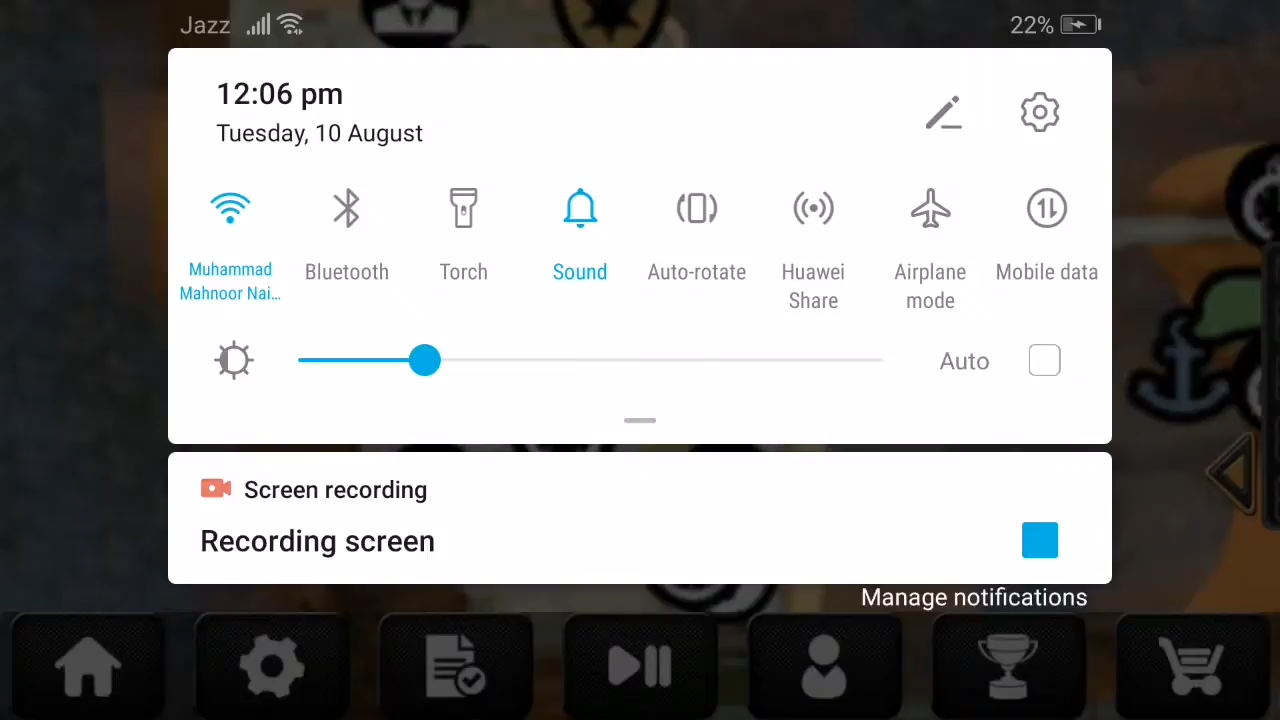 Jazz
22%
12:06 pm
Tuesday, 10 August
Muhammad
Mahnoor Nai...
Bluetooth
Torch
Sound
Auto-rotate
Huawei
Share
Airplane
mode
Mobile data
Auto
Screen recording
Recording screen
Manage notifications